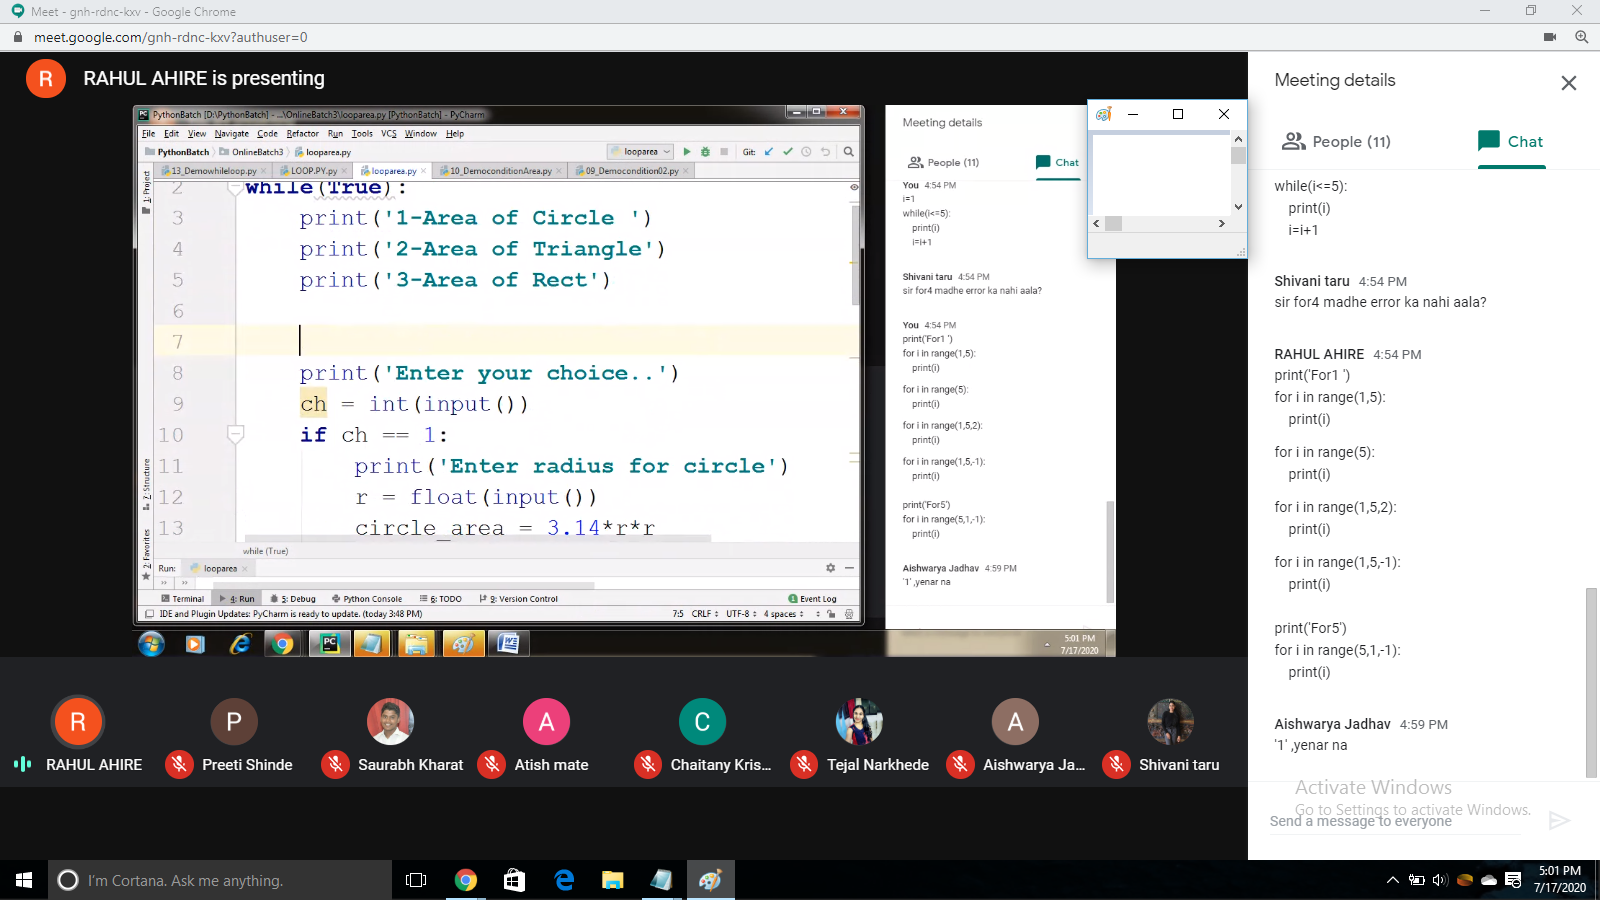 Meet - gnh-rdnc-kxv - Google Chrome
meet.google.com/gnh-rdnc-kxv?authuser=0
R
RAHUL AHIRE is presenting
PythonBatch [D:\PythonBatch] - ...\OnlineBatch3\looparea.py [PythonBatch] - PyCharm
File Edit View Navigate Code Refactor Run Tools VCS Window Help
PythonBatch OnlineBatch3 looparea.py
looparea
Git:
13_Demowhileloop.py LOOP.PY.py looparea.py 10_DemoconditionArea.py 09_Democondition02.py
1: Project
7: Structure
2: Favorites
2 while(True):
3 print('1-Area of Circle ')
4 print('2-Area of Triangle')
5 print('3-Area of Rect')
6
7
8 print('Enter your choice..')
9 ch = int(input())
10 if ch == 1:
11 print('Enter radius for circle')
12 r = float(input())
13 circle_area = 3.14*r*r
while (True)
Run: looparea
Terminal 4: Run 5: Debug Python Console 6: TODO 9: Version Control 1 Event Log
IDE and Plugin Updates: PyCharm is ready to update. (today 3:48 PM) 7:5 CRLF UTF-8 4 spaces
PC W
5:01 PM
7/17/2020
Meeting details
People (11) Chat
You 4:54 PM
i=1
while(i<=5):
print(i)
i=i+1
Shivani taru 4:54 PM
sir for4 madhe error ka nahi aala?
You 4:54 PM
print('For1 ')
for i in range(1,5):
print(i)
for i in range(5):
print(i)
for i in range(1,5,2):
print(i)
for i in range(1,5,-1):
print(i)
print('For5')
for i in range(5,1,-1):
print(i)
Aishwarya Jadhav 4:59 PM
'1' ,yenar na
Meeting details
People (11) Chat
while(i<=5):
print(i)
i=i+1
Shivani taru 4:54 PM
sir for4 madhe error ka nahi aala?
RAHUL AHIRE 4:54 PM
print('For1 ')
for i in range(1,5):
print(i)
for i in range(5):
print(i)
for i in range(1,5,2):
print(i)
for i in range(1,5,-1):
print(i)
print('For5')
for i in range(5,1,-1):
print(i)
Aishwarya Jadhav 4:59 PM
'1' ,yenar na
Activate Windows
Go to Settings to activate Windows.
Send a message to everyone
R P A C A
RAHUL AHIRE Preeti Shinde Saurabh Kharat Atish mate Chaitany Kris... Tejal Narkhede Aishwarya Ja... Shivani taru
I'm Cortana. Ask me anything.
5:01 PM
7/17/2020